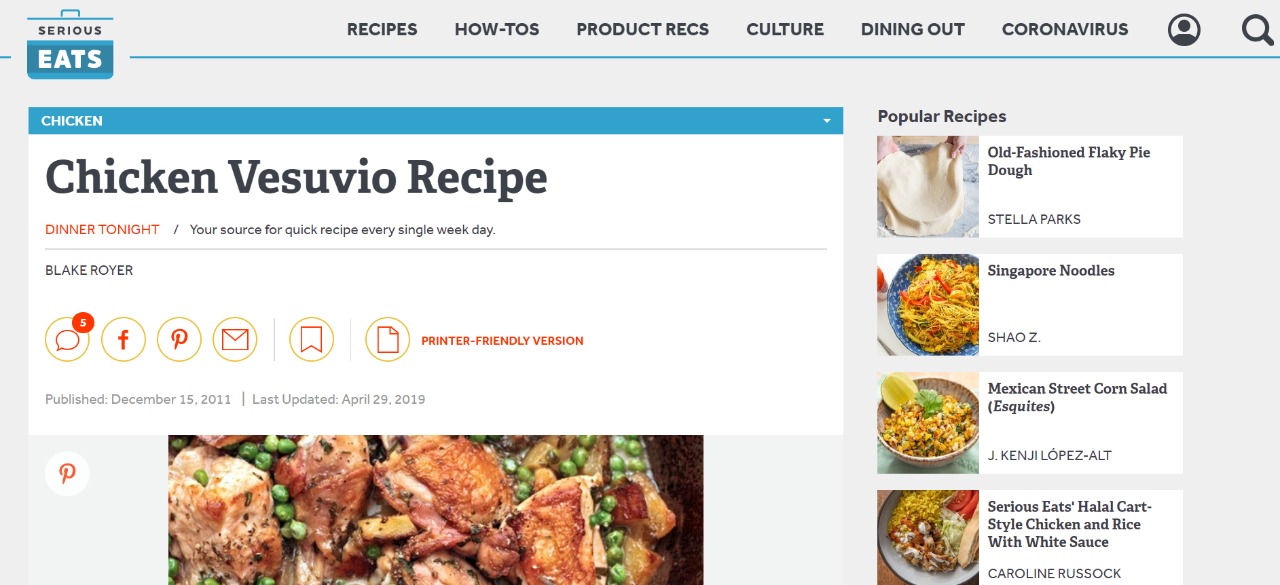 SERIOUS
EATS
RECIPES HOW-TOS PRODUCT RECS CULTURE DINING OUT CORONAVIRUS
CHICKEN
Chicken Vesuvio Recipe
DINNER TONIGHT / Your source for quick recipe every single week day.
BLAKE ROYER
5
PRINTER-FRIENDLY VERSION
Published: December 15, 2011 | Last Updated: April 29, 2019
Popular Recipes
Old-Fashioned Flaky Pie
Dough
STELLA PARKS
Singapore Noodles
SHAO Z.
Mexican Street Corn Salad
(Esquites)
J. KENJI LÓPEZ-ALT
Serious Eats' Halal Cart-
Style Chicken and Rice
With White Sauce
CAROLINE RUSSOCK